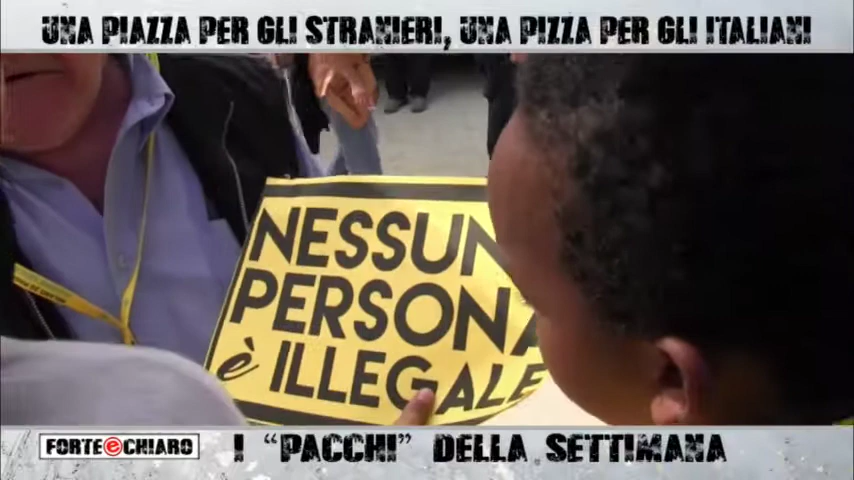 UNA PIAZZA PER GLI STRANIERI, UNA PIZZA PER GLI ITALIANI
NESSUN
PERSONA
è ILLEGALE
FORTE e CHIARO
I “PACCHI” DELLA SETTIMANA